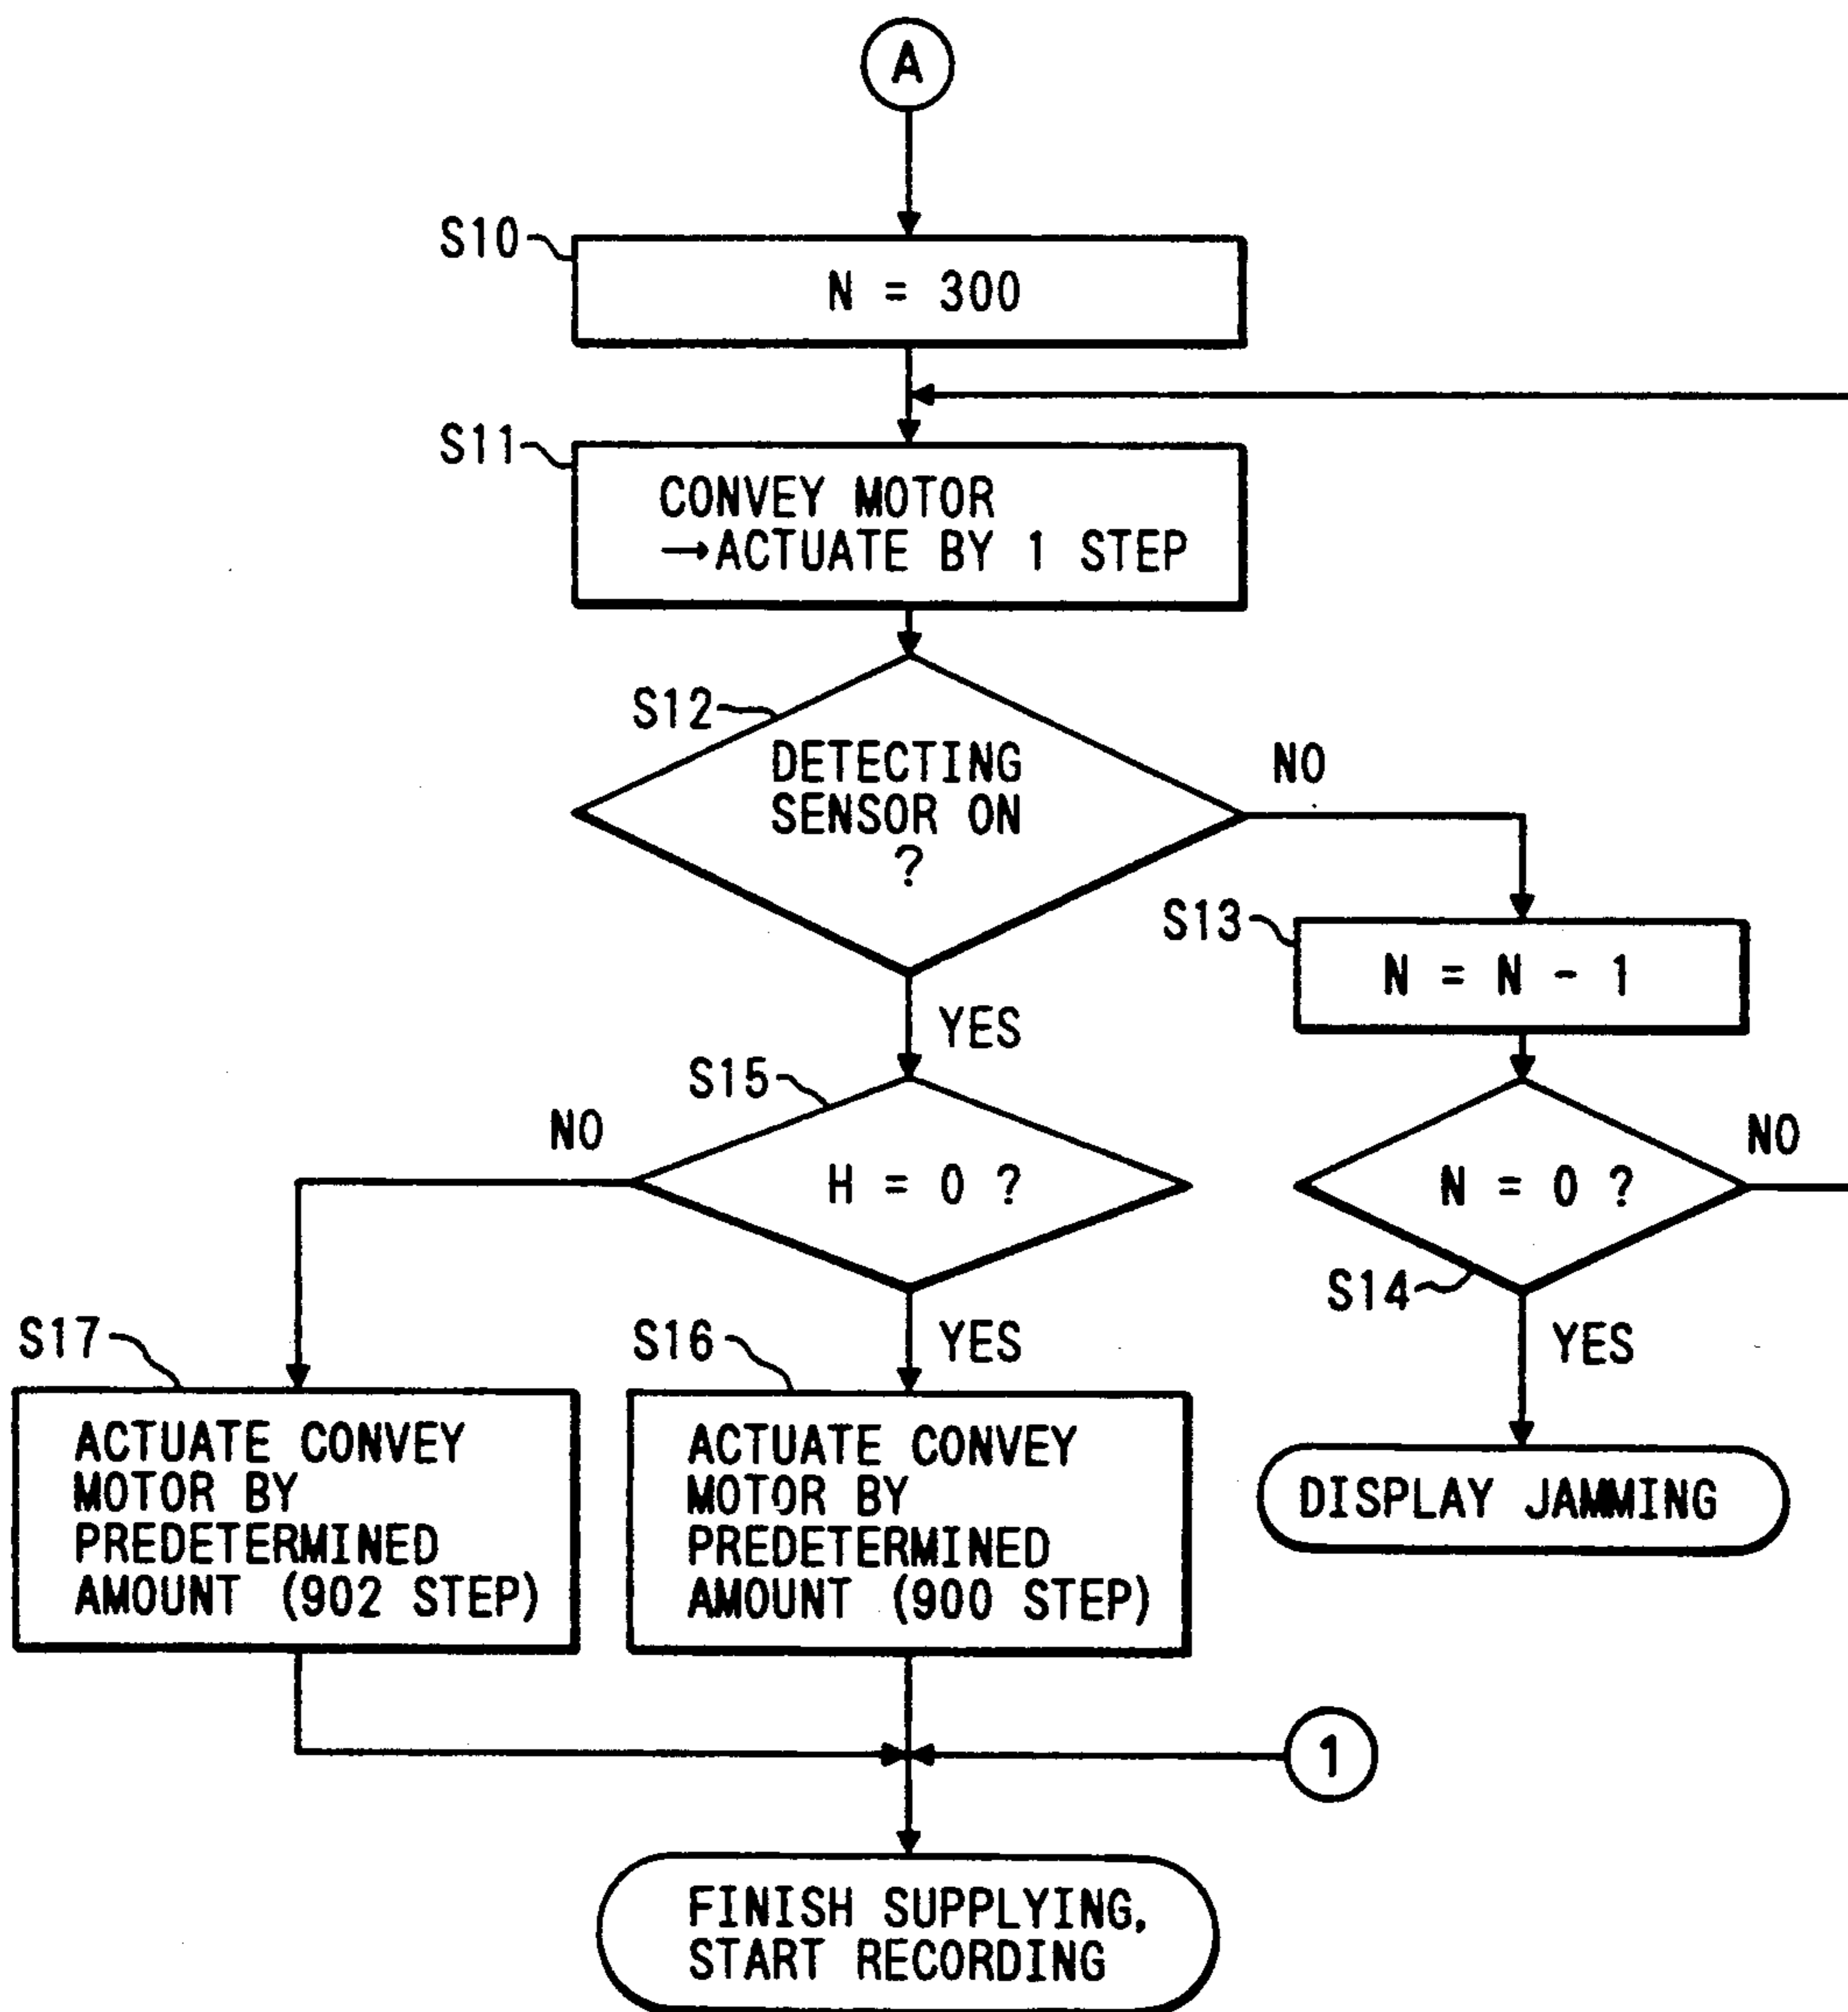 A
S10
N = 300
S11
CONVEY MOTOR
→ACTUATE BY 1 STEP
S12
DETECTING
SENSOR ON
?
NO
S13
N = N - 1
YES
S15
NO
H = 0 ?
N = 0 ?
NO
S14
S17
S16
YES
YES
ACTUATE CONVEY
MOTOR BY
PREDETERMINED
AMOUNT (902 STEP)
ACTUATE CONVEY
MOTOR BY
PREDETERMINED
AMOUNT (900 STEP)
DISPLAY JAMMING
1
FINISH SUPPLYING,
START RECORDING